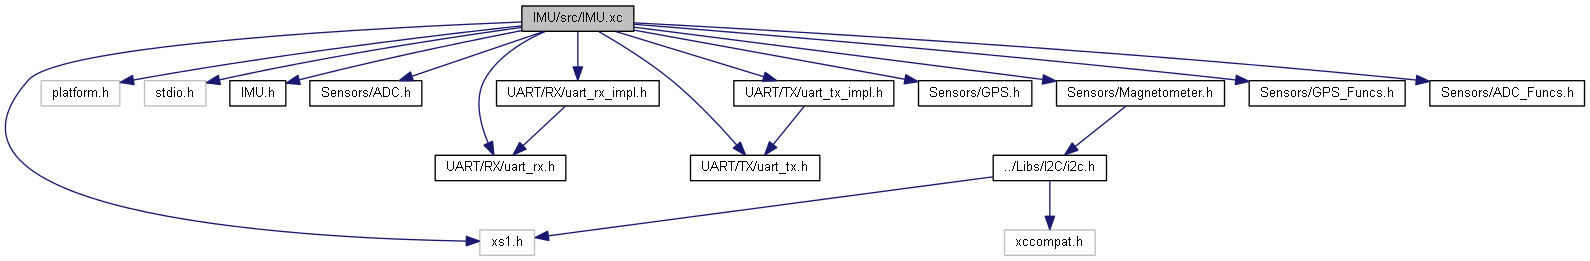 IMU/src/IMU.xc
platform.h
stdio.h
IMU.h
Sensors/ADC.h
UART/RX/uart_rx_impl.h
UART/TX/uart_tx_impl.h
Sensors/GPS.h
Sensors/Magnetometer.h
Sensors/GPS_Funcs.h
Sensors/ADC_Funcs.h
UART/RX/uart_rx.h
UART/TX/uart_tx.h
../Libs/I2C/i2c.h
xs1.h
xccompat.h